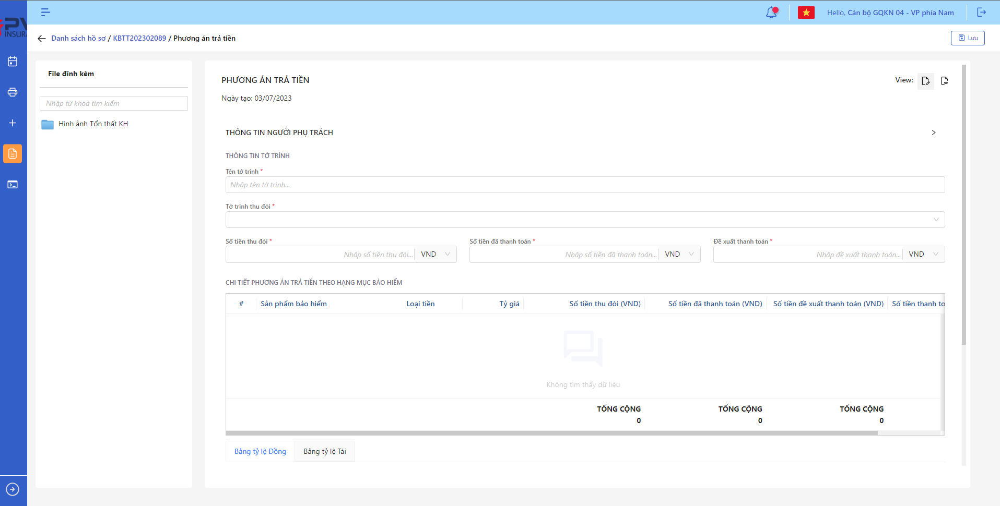 Hello, Cán bộ GQKN 04 - VP phía Nam
PV
INSURA
Danh sách hồ sơ / KBTT202302089 / Phương án trả tiền
Lưu
File đính kèm
Nhập từ khoá tìm kiếm
Hình ảnh Tổn thất KH
PHƯƠNG ÁN TRẢ TIỀN
View:
Ngày tạo: 03/07/2023
THÔNG TIN NGƯỜI PHỤ TRÁCH
THÔNG TIN TỜ TRÌNH
Tên tờ trình *
Nhập tên tờ trình...
Tờ trình thu đòi *
Số tiền thu đòi * Số tiền đã thanh toán * Đề xuất thanh toán *
Nhập số tiền thu đòi... VND Nhập số tiền đã thanh toán... VND Nhập đề xuất thanh toán... VND
CHI TIẾT PHƯƠNG ÁN TRẢ TIỀN THEO HẠNG MỤC BẢO HIỂM
# Sản phẩm bảo hiểm Loại tiền Tỷ giá Số tiền thu đòi (VND) Số tiền đã thanh toán (VND) Số tiền đề xuất thanh toán (VND) Số tiền thanh to
Không tìm thấy dữ liệu
TỔNG CỘNG TỔNG CỘNG TỔNG CỘNG
0 0 0
Bảng tỷ lệ Đồng Bảng tỷ lệ Tái